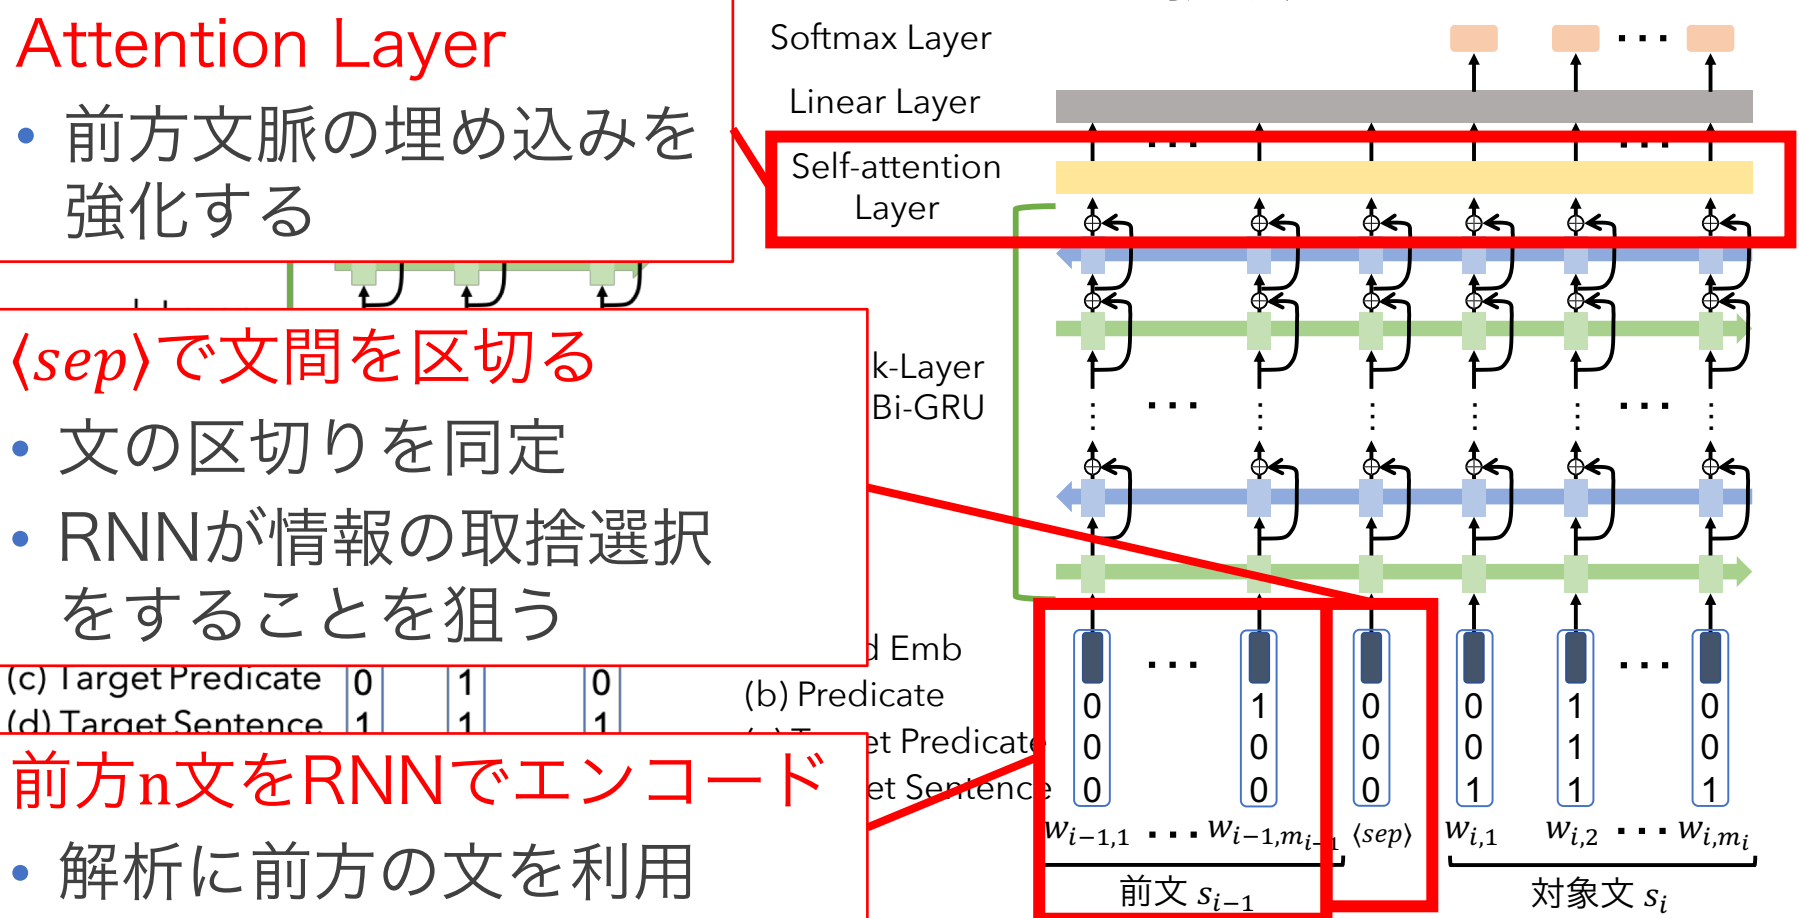 Attention Layer
• 前方文脈の埋め込みを
強化する
⟨sep⟩で文間を区切る
• 文の区切りを同定
• RNNが情報の取捨選択
をすることを狙う
(c) Target Predicate 0 1 0
(d) Target Sentence 1 1 1
前方n文をRNNでエンコード
• 解析に前方の文を利用
Softmax Layer ···
Linear Layer
···  ···
Self-attention
Layer
k-Layer
Bi-GRU
··· ···
d Emb ··· ···
(b) Predicate 0 1 0 0 1 0
et Predicate 0 0 0 0 1 0
et Sentence 0 0 0 1 1 1
w_{i−1,1} ··· w_{i−1,m_{i−1}} ⟨sep⟩ w_{i,1} w_{i,2} ··· w_{i,m_i}
前文 s_{i−1} 対象文 s_i